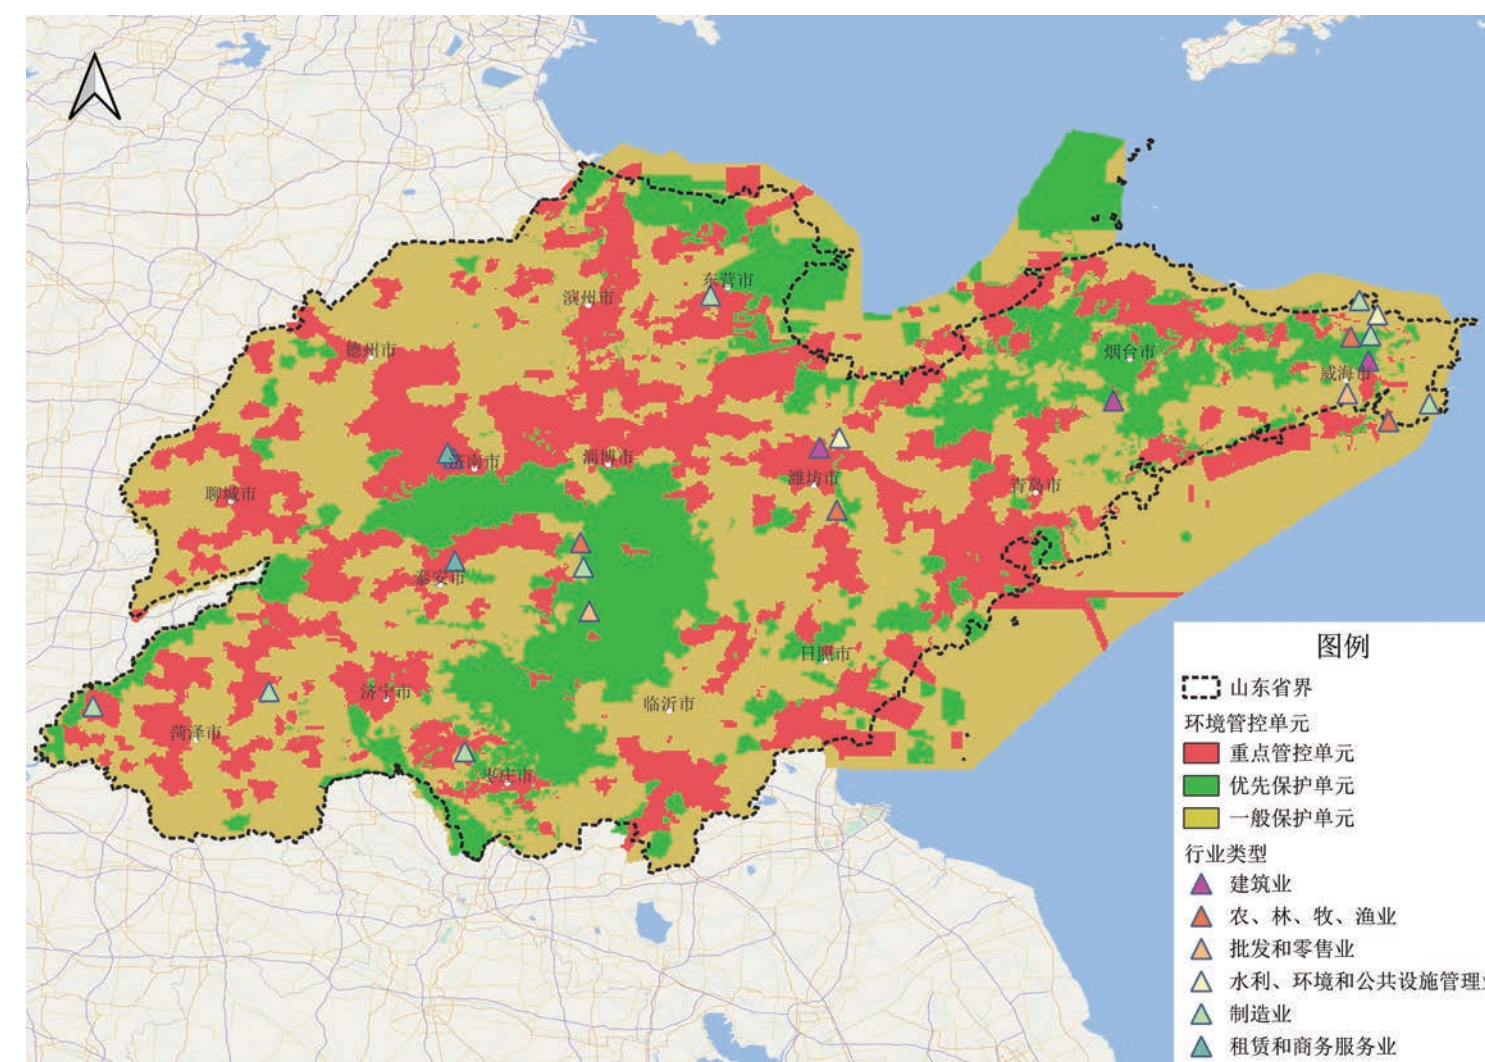 东营市
滨州市
德州市
烟台市
威海市
济南市
淄博市
潍坊市
青岛市
聊城市
泰安市
日照市
济宁市
临沂市
菏泽市
枣庄市
图例
山东省界
环境管控单元
重点管控单元
优先保护单元
一般保护单元
行业类型
建筑业
农、林、牧、渔业
批发和零售业
水利、环境和公共设施管理
制造业
租赁和商务服务业